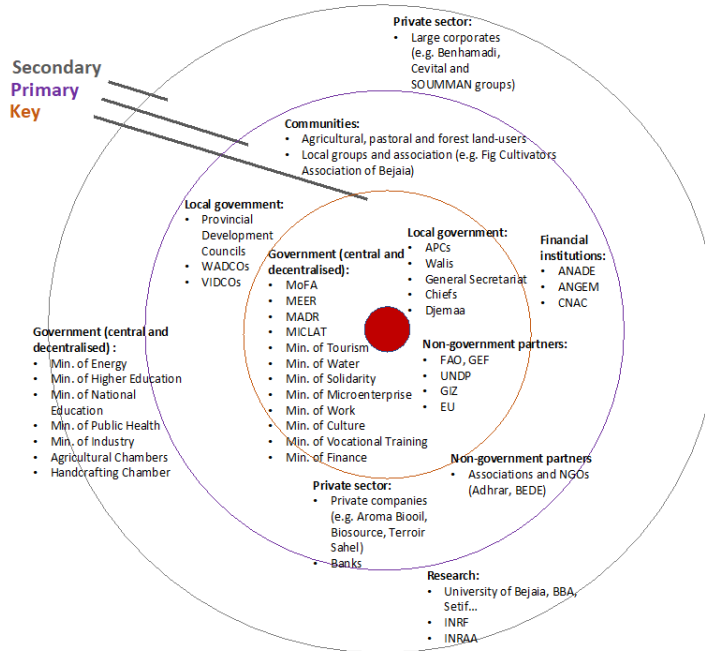 Private sector:
• Large corporates
(e.g. Benhamadi,
Cevital and
SOUMMAN groups)
Secondary
Primary
Key
Communities:
• Agricultural, pastoral and forest land-users
• Local groups and association (e.g. Fig Cultivators
Association of Bejaia)
Local government:
• Provincial
Development
Councils
• WADCOs
• VIDCOs
Government (central and
decentralised):
• MoFA
• MEER
• MADR
• MICLAT
• Min. of Tourism
• Min. of Water
• Min. of Solidarity
• Min. of Microenterprise
• Min. of Work
• Min. of Culture
• Min. of Vocational Training
• Min. of Finance
Local government:
• APCs
• Walis
• General Secretariat
• Chiefs
• Djemaa
Financial
institutions:
• ANADE
• ANGEM
• CNAC
Government (central and
decentralised) :
• Min. of Energy
• Min. of Higher Education
• Min. of National
Education
• Min. of Public Health
• Min. of Industry
• Agricultural Chambers
• Handcrafting Chamber
Non-government partners:
• FAO, GEF
• UNDP
• GIZ
• EU
Non-government partners
• Associations and NGOs
(Adhrar, BEDE)
Private sector:
• Private companies
(e.g. Aroma Biooil,
Biosource, Terroir
Sahel)
• Banks
Research:
• University of Bejaia, BBA,
Setif...
• INRF
• INRAA